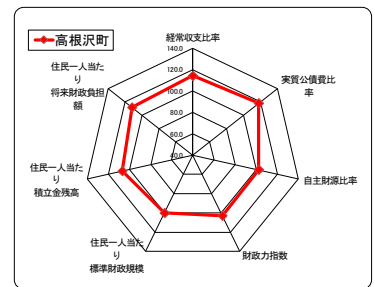 高根沢町
経常収支比率
140.0
120.0
100.0
80.0
60.0
40.0
実質公債費比
率
自主財源比率
財政力指数
住民一人当た
り
標準財政規模
住民一人当た
り
積立金残高
住民一人当た
り
将来財政負担
額